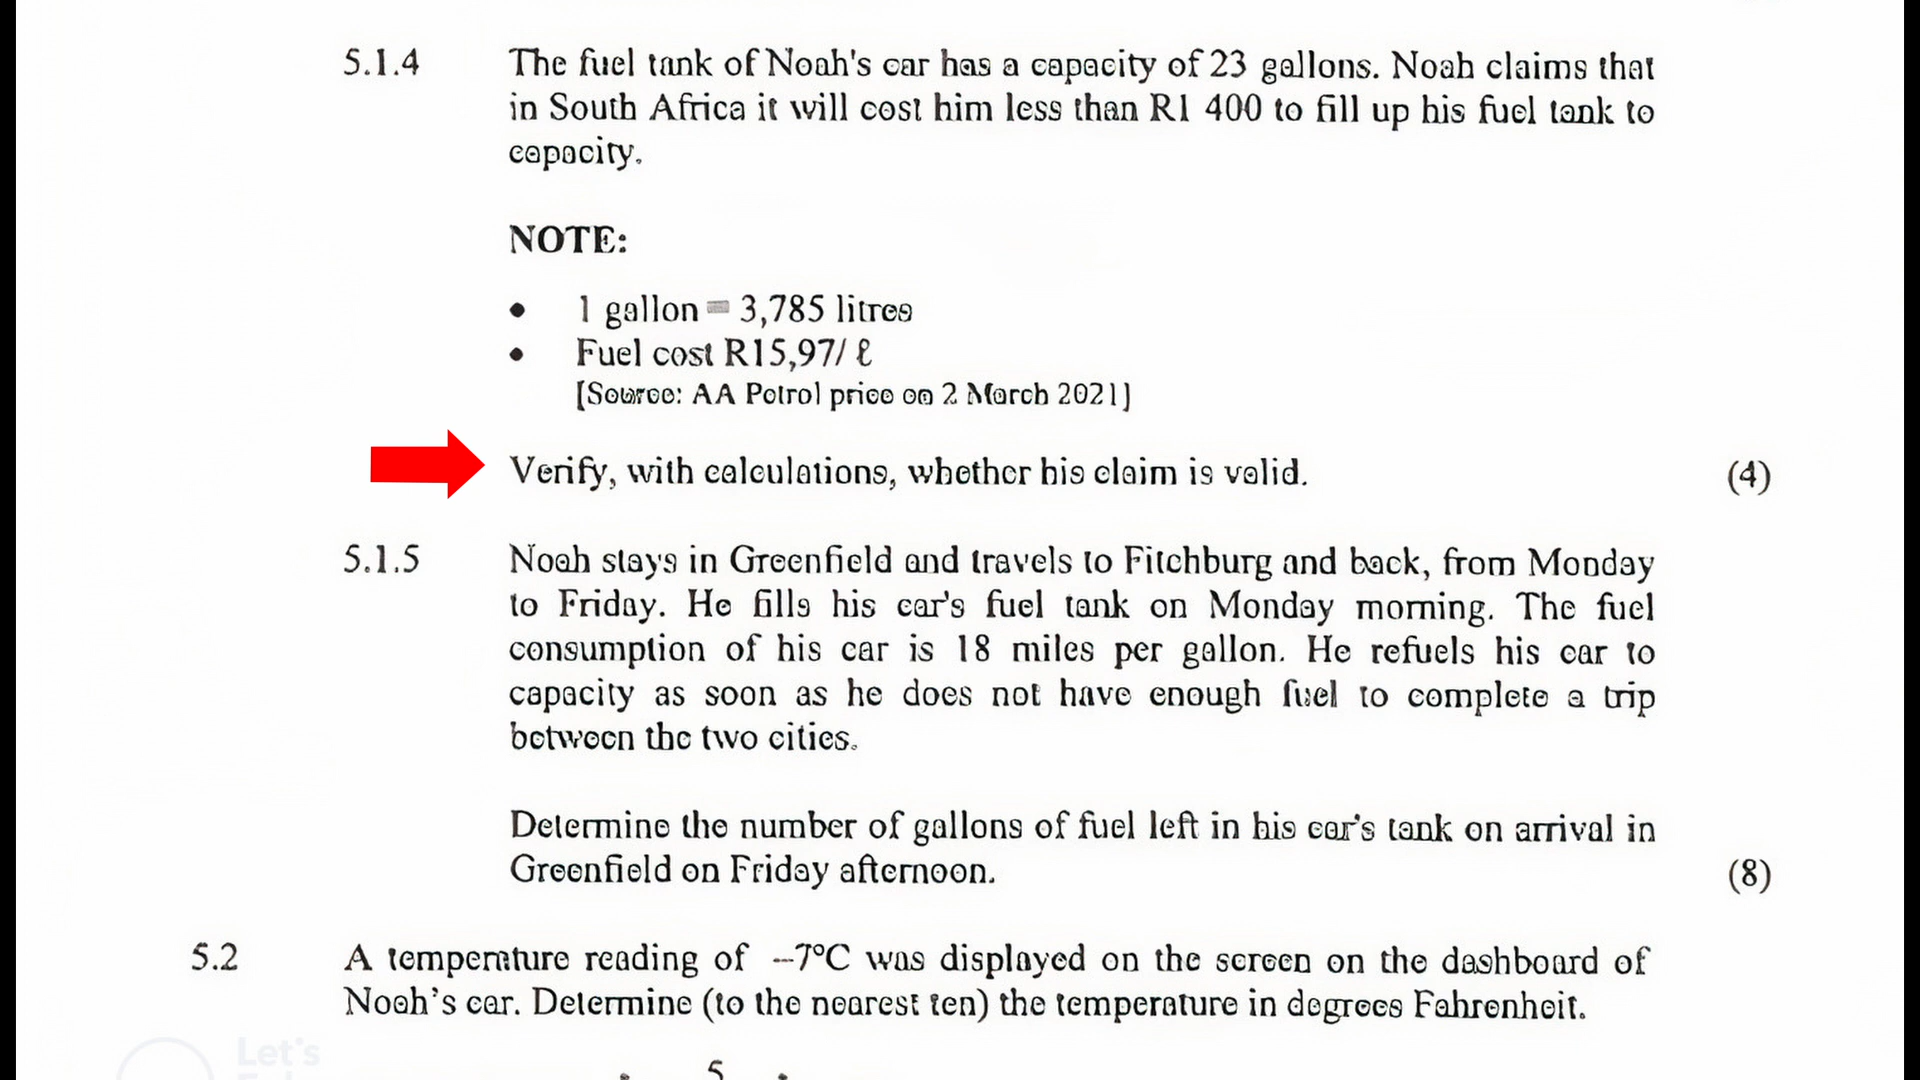 5.1.4 The fuel tank of Noah's car has a capacity of 23 gallons. Noah claims that
in South Africa it will cost him less than R1 400 to fill up his fuel tank to
capacity.
NOTE:
• 1 gallon = 3,785 litres
• Fuel cost R15,97/ ℓ
[Source: AA Petrol price on 2 March 2021]
Verify, with calculations, whether his claim is valid. (4)
5.1.5 Noah stays in Greenfield and travels to Fitchburg and back, from Monday
to Friday. He fills his car's fuel tank on Monday morning. The fuel
consumption of his car is 18 miles per gallon. He refuels his car to
capacity as soon as he does not have enough fuel to complete a trip
between the two cities.
Determine the number of gallons of fuel left in his car's tank on arrival in
Greenfield on Friday afternoon. (8)
5.2 A temperature reading of –7°C was displayed on the screen on the dashboard of
Noah's car. Determine (to the nearest ten) the temperature in degrees Fahrenheit.
Let's
5